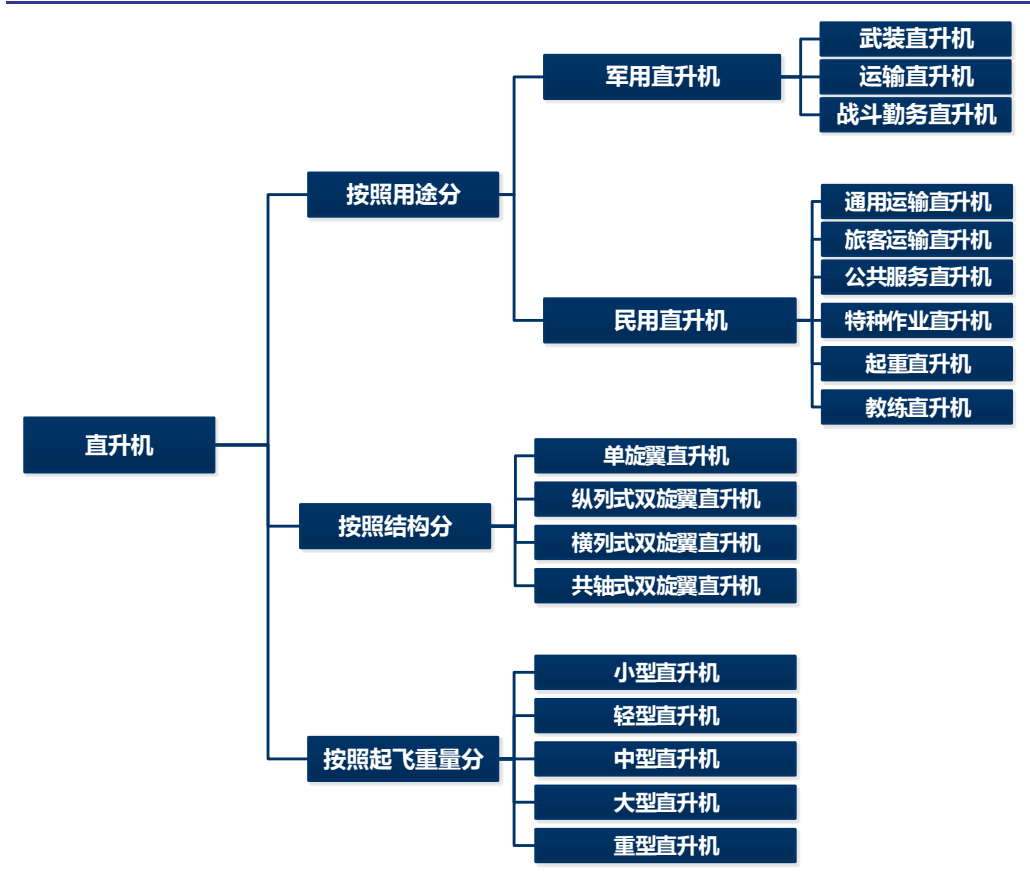 直升机
按照用途分
军用直升机
武装直升机
运输直升机
战斗勤务直升机
民用直升机
通用运输直升机
旅客运输直升机
公共服务直升机
特种作业直升机
起重直升机
教练直升机
按照结构分
单旋翼直升机
纵列式双旋翼直升机
横列式双旋翼直升机
共轴式双旋翼直升机
按照起飞重量分
小型直升机
轻型直升机
中型直升机
大型直升机
重型直升机